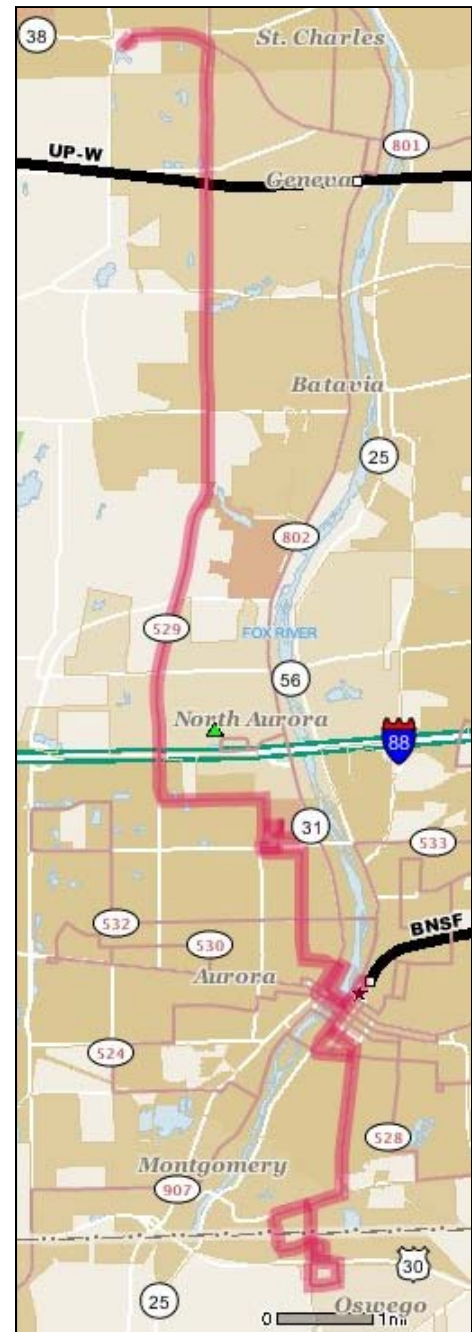 38
St. Charles
801
UP-W
Geneva
Batavia
25
802
529
FOX RIVER
56
North Aurora
88
31
533
532
530
BNSF
Aurora
524
528
Montgomery
907
30
25
Oswego
0 1mi